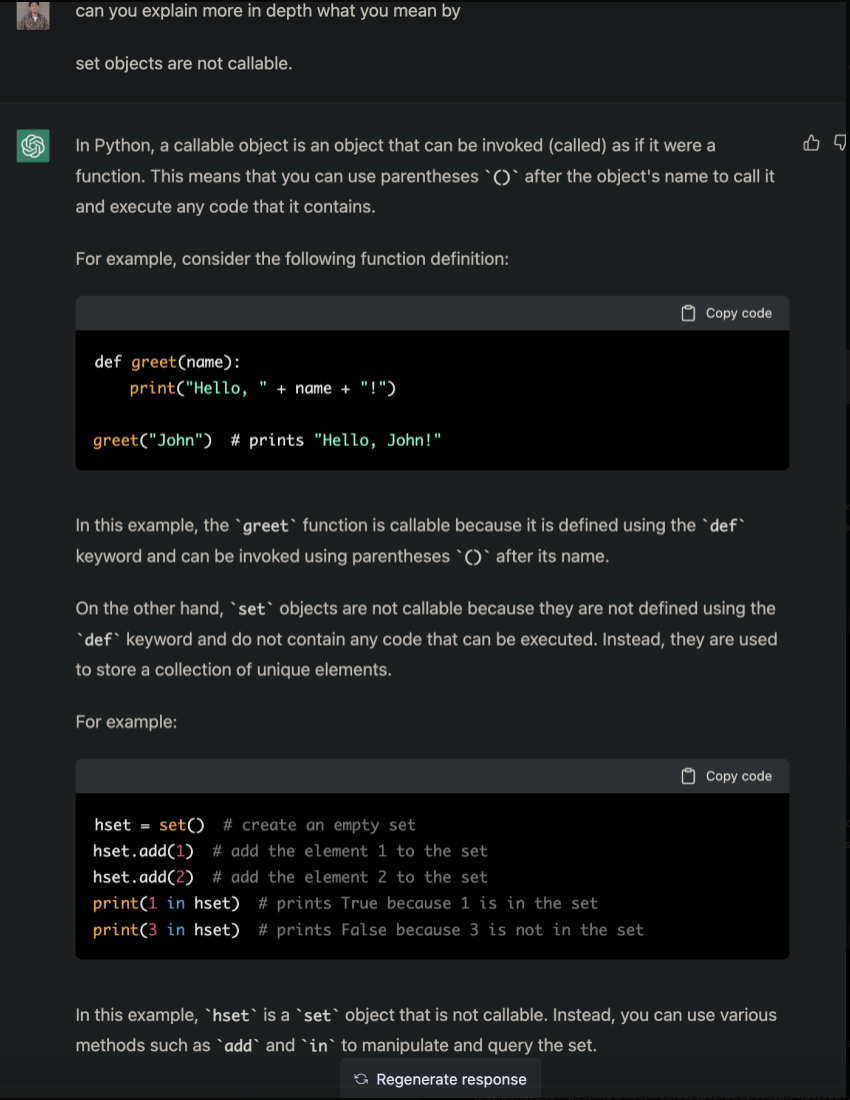 can you explain more in depth what you mean by
set objects are not callable.
In Python, a callable object is an object that can be invoked (called) as if it were a
function. This means that you can use parentheses `()` after the object's name to call it
and execute any code that it contains.
For example, consider the following function definition:
Copy code
def greet(name):
    print("Hello, " + name + "!")
greet("John")  # prints "Hello, John!"
In this example, the `greet` function is callable because it is defined using the `def`
keyword and can be invoked using parentheses `()` after its name.
On the other hand, `set` objects are not callable because they are not defined using the
`def` keyword and do not contain any code that can be executed. Instead, they are used
to store a collection of unique elements.
For example:
Copy code
hset = set()  # create an empty set
hset.add(1)  # add the element 1 to the set
hset.add(2)  # add the element 2 to the set
print(1 in hset)  # prints True because 1 is in the set
print(3 in hset)  # prints False because 3 is not in the set
In this example, `hset` is a `set` object that is not callable. Instead, you can use various
methods such as `add` and `in` to manipulate and query the set.
Regenerate response